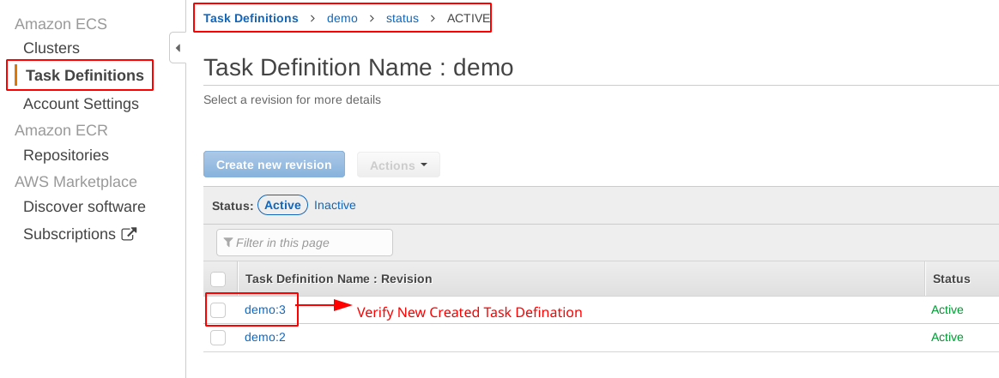 Amazon ECS
Clusters
Task Definitions
Account Settings
Amazon ECR
Repositories
AWS Marketplace
Discover software
Subscriptions
Task Definitions > demo > status > ACTIVE
Task Definition Name : demo
Select a revision for more details
Create new revision Actions
Status: Active Inactive
Filter in this page
Task Definition Name : Revision Status
demo:3 Verify New Created Task Defination Active
demo:2 Active